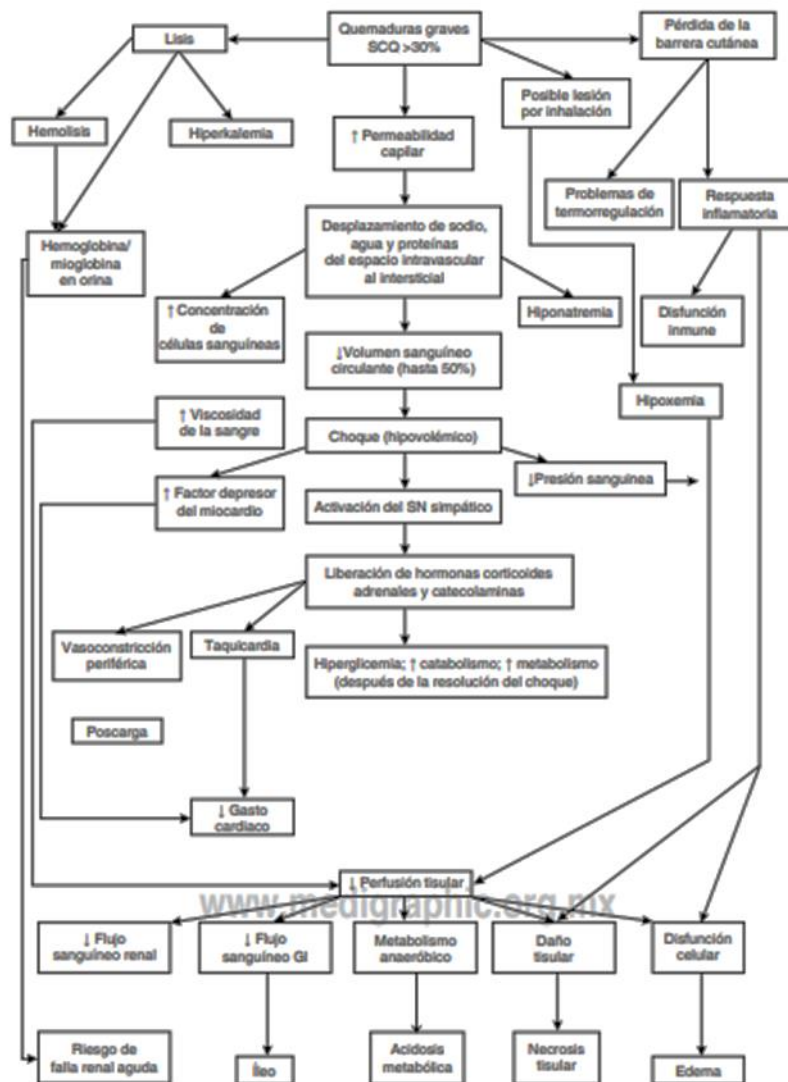 Quemaduras graves
SCQ >30%
Lisis
Pérdida de la
barrera cutánea
Posible lesión
por inhalación
Hemolisis
Hiperkalemia
↑ Permeabilidad
capilar
Problemas de
termorregulación
Respuesta
inflamatoria
Hemoglobina/
mioglobina
en orina
Desplazamiento de sodio,
agua y proteínas
del espacio intravascular
al intersticial
↑ Concentración
de
células sanguíneas
Hiponatremia
Disfunción
inmune
↓Volumen sanguíneo
circulante (hasta 50%)
Hipoxemia
↑ Viscosidad
de la sangre
Choque (hipovolémico)
↓Presión sanguinea
↑ Factor depresor
del miocardio
Activación del SN simpático
Liberación de hormonas corticoides
adrenales y catecolaminas
Vasoconstricción
periférica
Taquicardia
Hiperglicemia; ↑ catabolismo; ↑ metabolismo
(después de la resolución del choque)
Poscarga
↓ Gasto
cardiaco
↓ Perfusión tisular
www.medigraphic.org.mx
↓ Flujo
sanguíneo renal
↓ Flujo
sanguíneo GI
Metabolismo
anaeróbico
Daño
tisular
Disfunción
celular
Riesgo de
falla renal aguda
Íleo
Acidosis
metabólica
Necrosis
tisular
Edema